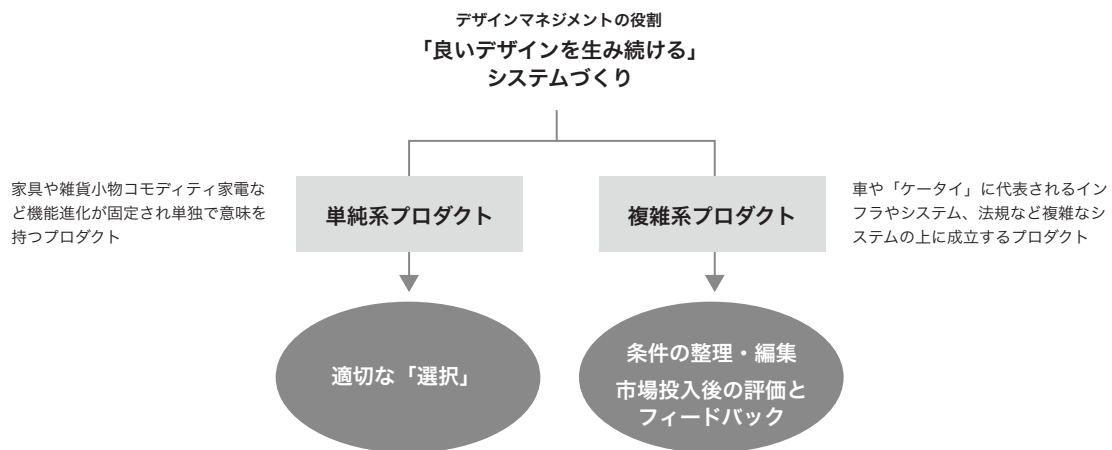 デザインマネジメントの役割
「良いデザインを生み続ける」
システムづくり
家具や雑貨小物コモディティ家電な
ど機能進化が固定され単独で意味を
持つプロダクト
単純系プロダクト
複雑系プロダクト
車や「ケータイ」に代表されるイン
フラやシステム、法規など複雑なシ
ステムの上に成立するプロダクト
適切な「選択」
条件の整理・編集
市場投入後の評価と
フィードバック